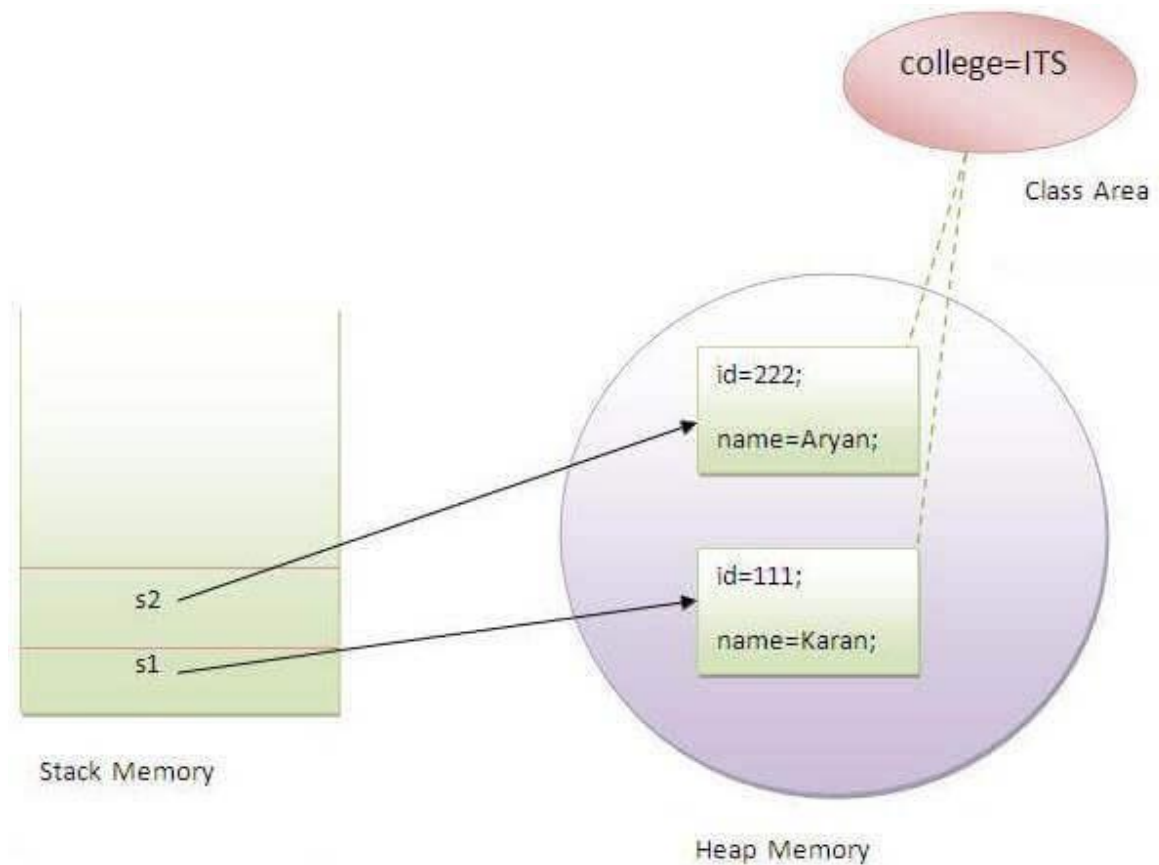 college=ITS
Class Area
id=222;
name=Aryan;
s2
id=111;
name=Karan;
s1
Stack Memory
Heap Memory